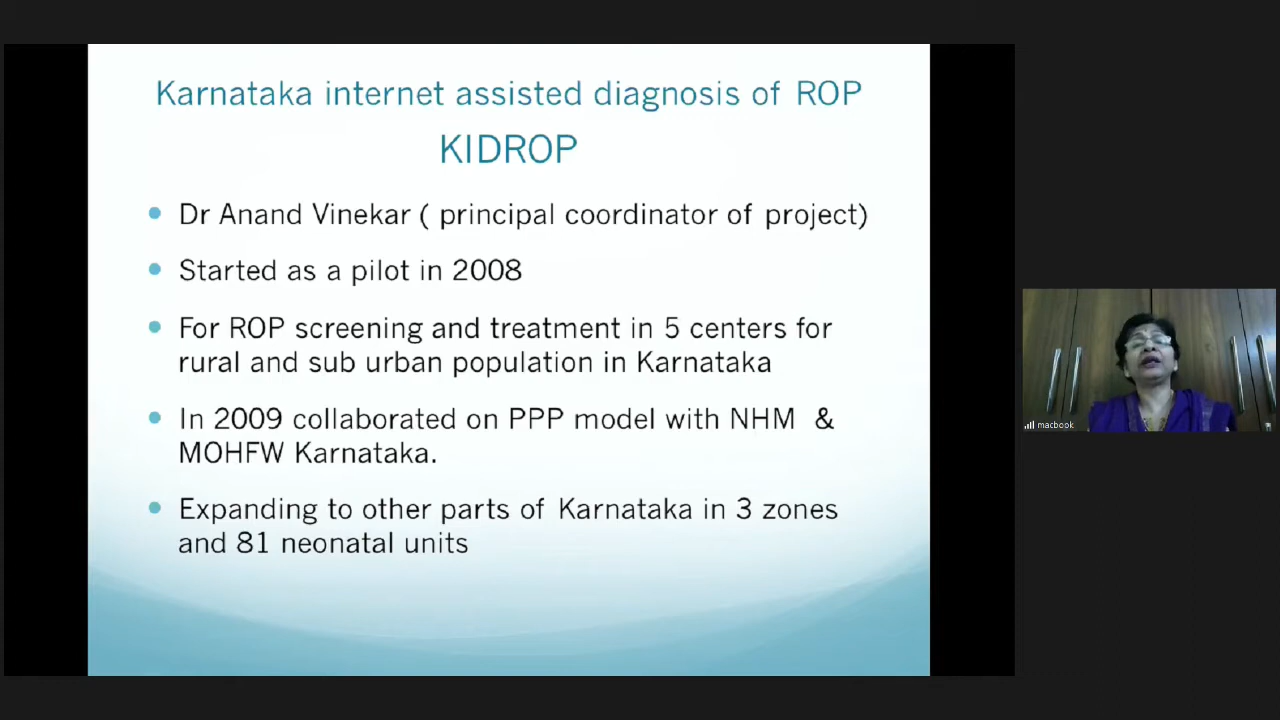 Karnataka internet assisted diagnosis of ROP
KIDROP
Dr Anand Vinekar ( principal coordinator of project)
Started as a pilot in 2008
For ROP screening and treatment in 5 centers for
rural and sub urban population in Karnataka
In 2009 collaborated on PPP model with NHM &
MOHFW Karnataka.
Expanding to other parts of Karnataka in 3 zones
and 81 neonatal units
macbook